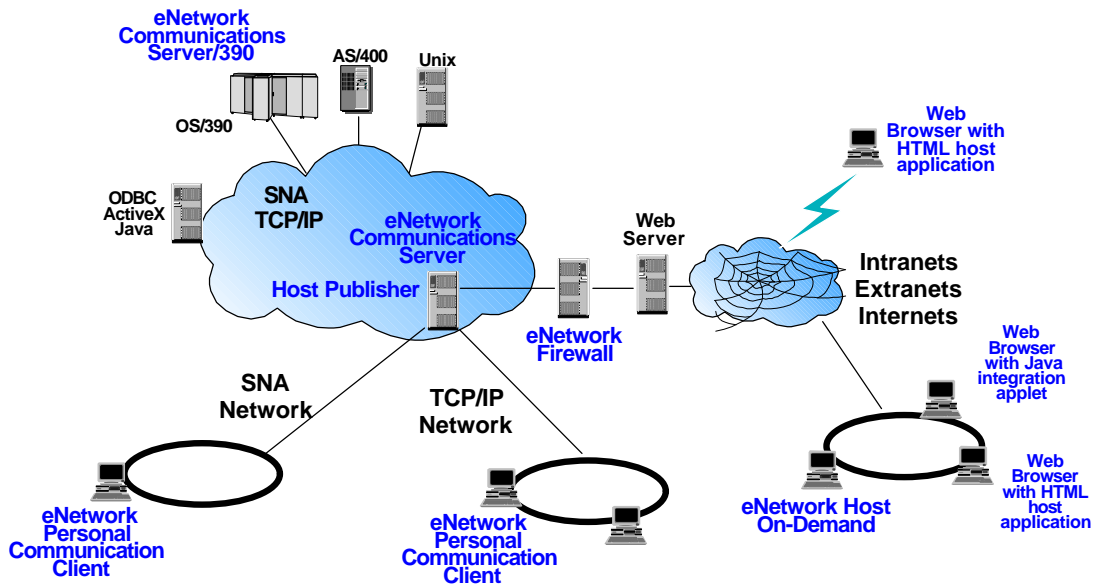 eNetwork
Communications
Server/390
AS/400
Unix
OS/390
Web
Browser with
HTML host
application
ODBC
ActiveX
Java
SNA
TCP/IP
eNetwork
Communications
Server
Host Publisher
Web
Server
eNetwork
Firewall
Intranets
Extranets
Internets
SNA
Network
TCP/IP
Network
Web
Browser
with Java
integration
applet
eNetwork
Personal
Communication
Client
eNetwork
Personal
Communication
Client
eNetwork Host
On-Demand
Web
Browser
with HTML
host
application